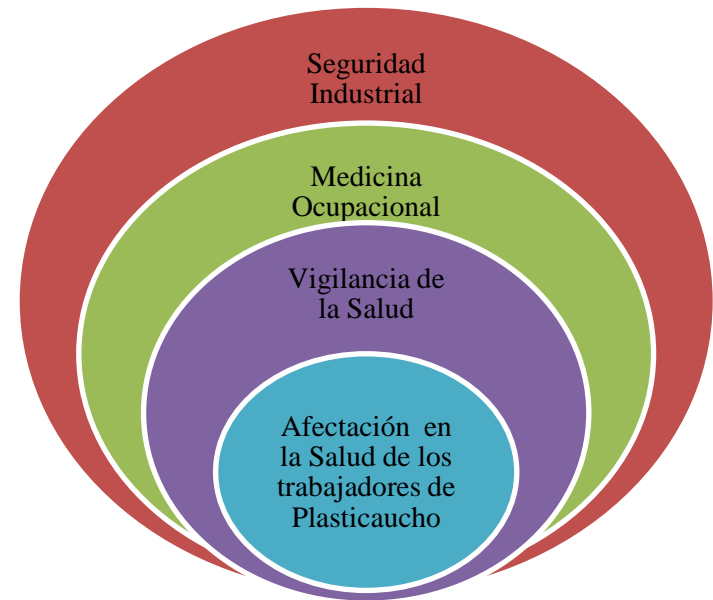 Seguridad
Industrial
Medicina
Ocupacional
Vigilancia de
la Salud
Afectación  en
la Salud de los
trabajadores de
Plasticaucho